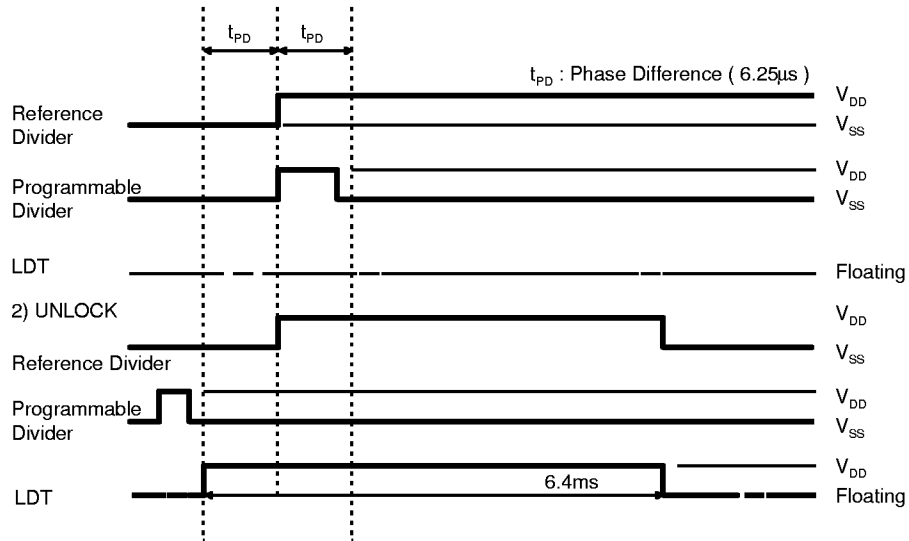 tPD tPD
tPD : Phase Difference ( 6.25µs )
Reference
Divider
VDD
VSS
Programmable
Divider
VDD
VSS
LDT
Floating
2) UNLOCK
VDD
VSS
Reference Divider
Programmable
Divider
VDD
VSS
LDT
6.4ms
VDD
Floating